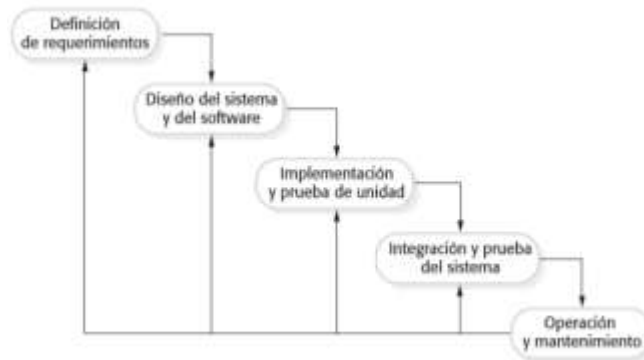 Definición
de requerimientos
Diseño del sistema
y del software
Implementación
y prueba de unidad
Integración y prueba
del sistema
Operación
y mantenimiento